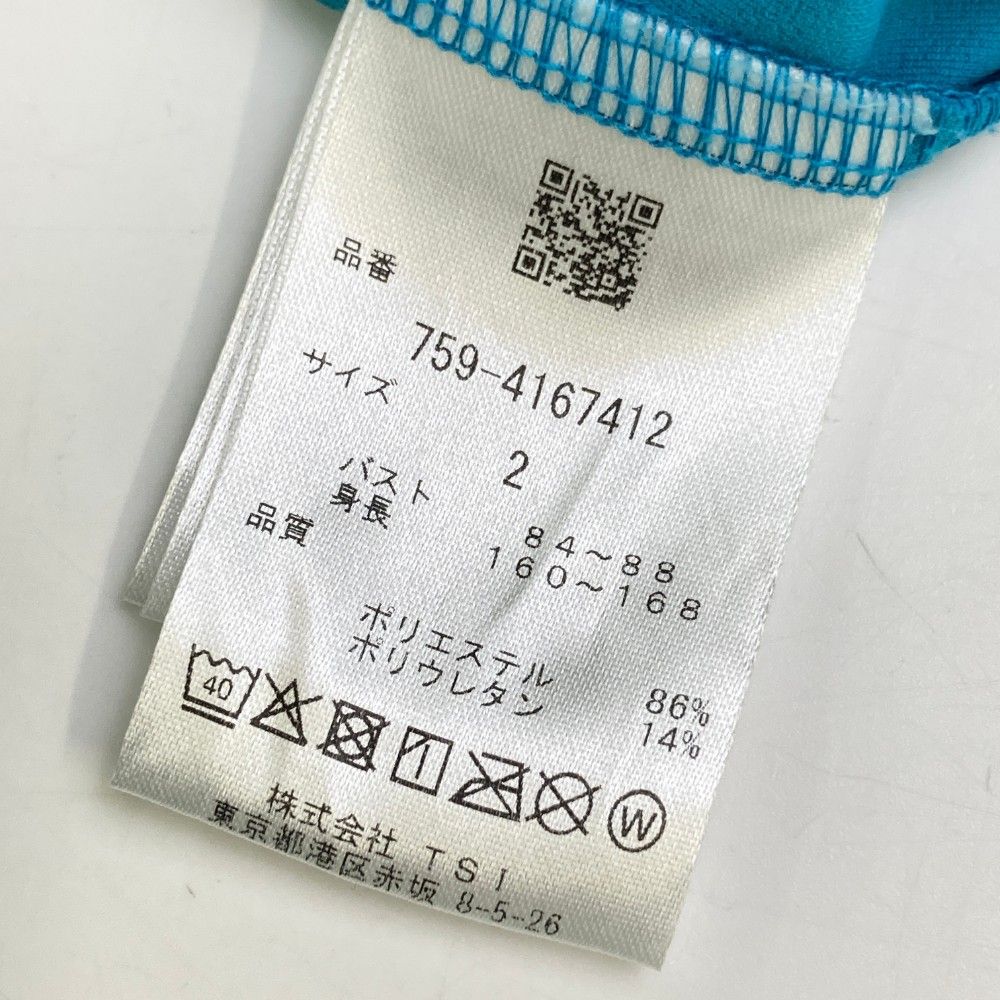 品番
759-4167412
サイズ
2
バスト 84～88
身長 160～168
品質
ポリエステル 86%
ポリウレタン 14%
40
W
株式会社 TSI
東京都港区赤坂 8-5-26